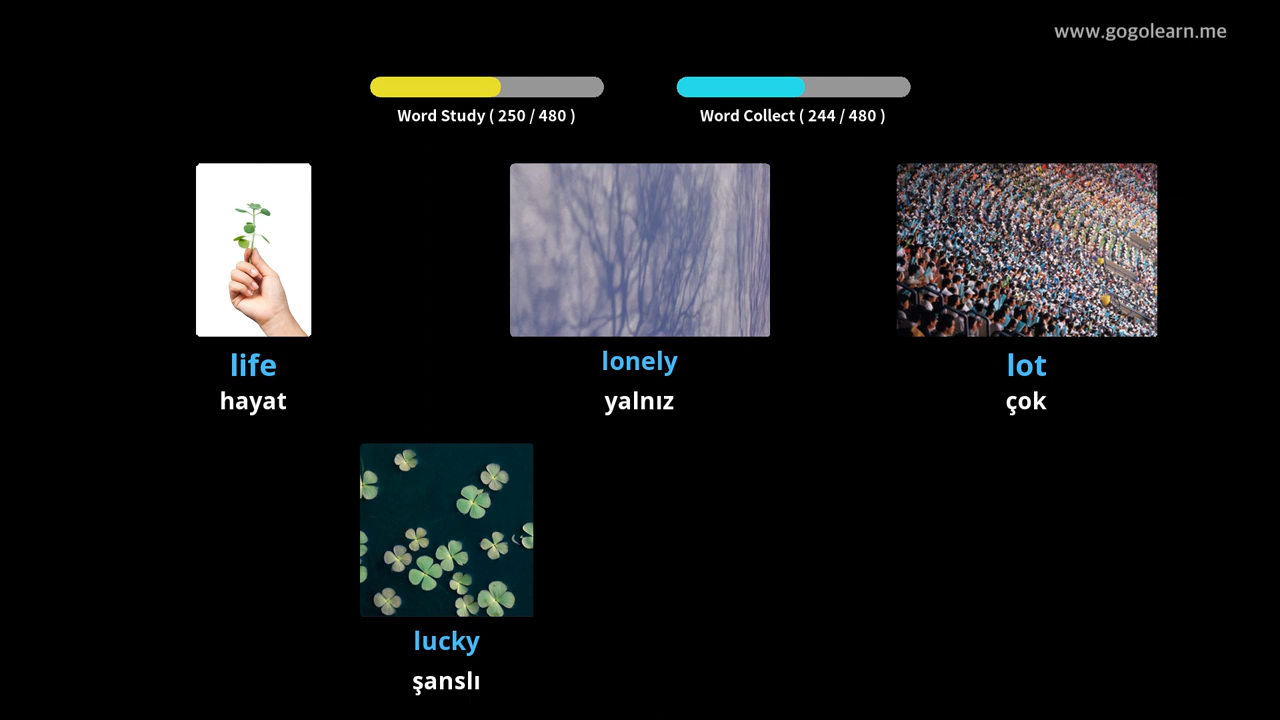 www.gogolearn.me
Word Study ( 250 / 480 )
Word Collect ( 244 / 480 )
life
hayat
lonely
yalnız
lot
çok
lucky
şanslı